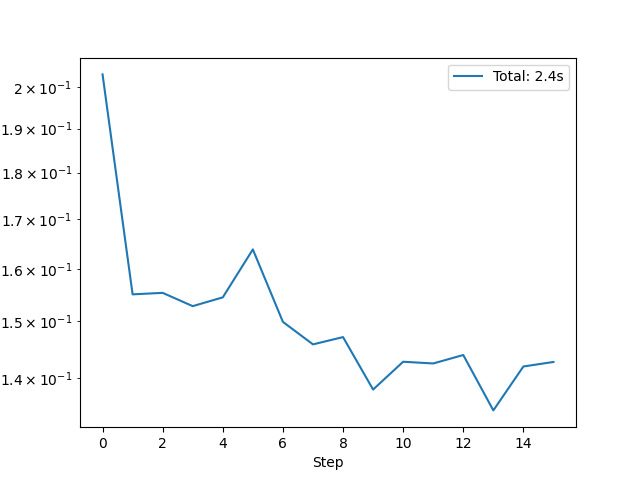 Total: 2.4s
2 × 10⁻¹
1.9 × 10⁻¹
1.8 × 10⁻¹
1.7 × 10⁻¹
1.6 × 10⁻¹
1.5 × 10⁻¹
1.4 × 10⁻¹
0 2 4 6 8 10 12 14
Step